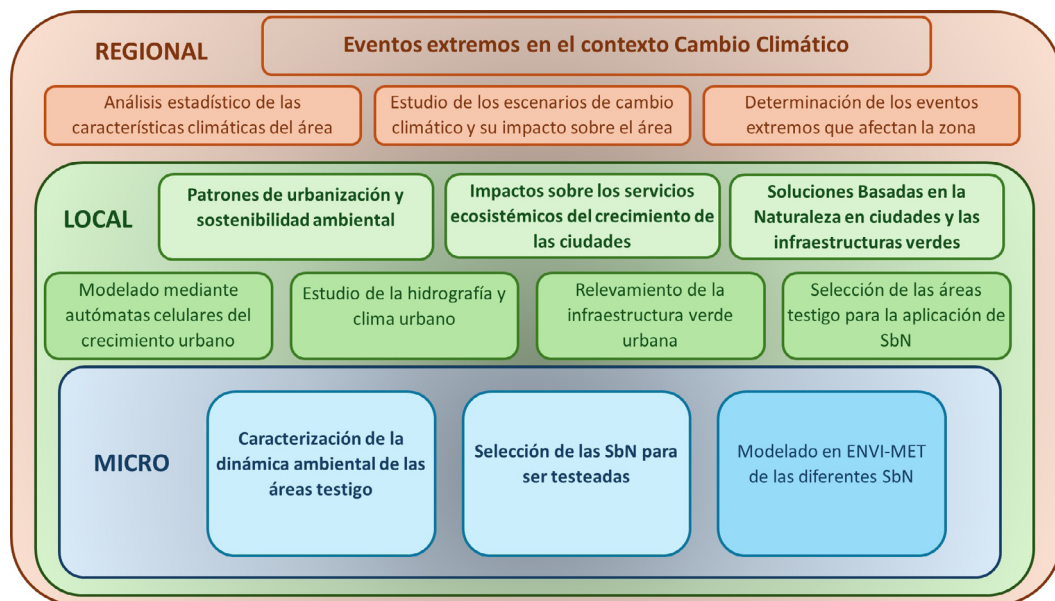 REGIONAL
Eventos extremos en el contexto Cambio Climático
Análisis estadístico de las
características climáticas del área
Estudio de los escenarios de cambio
climático y su impacto sobre el área
Determinación de los eventos
extremos que afectan la zona
LOCAL
Patrones de urbanización y
sostenibilidad ambiental
Impactos sobre los servicios
ecosistémicos del crecimiento de
las ciudades
Soluciones Basadas en la
Naturaleza en ciudades y las
infraestructuras verdes
Modelado mediante
autómatas celulares del
crecimiento urbano
Estudio de la hidrografía y
clima urbano
Relevamiento de la
infraestructura verde
urbana
Selección de las áreas
testigo para la aplicación de
SbN
MICRO
Caracterización de la
dinámica ambiental de las
áreas testigo
Selección de las SbN para
ser testeadas
Modelado en ENVI-MET
de las diferentes SbN